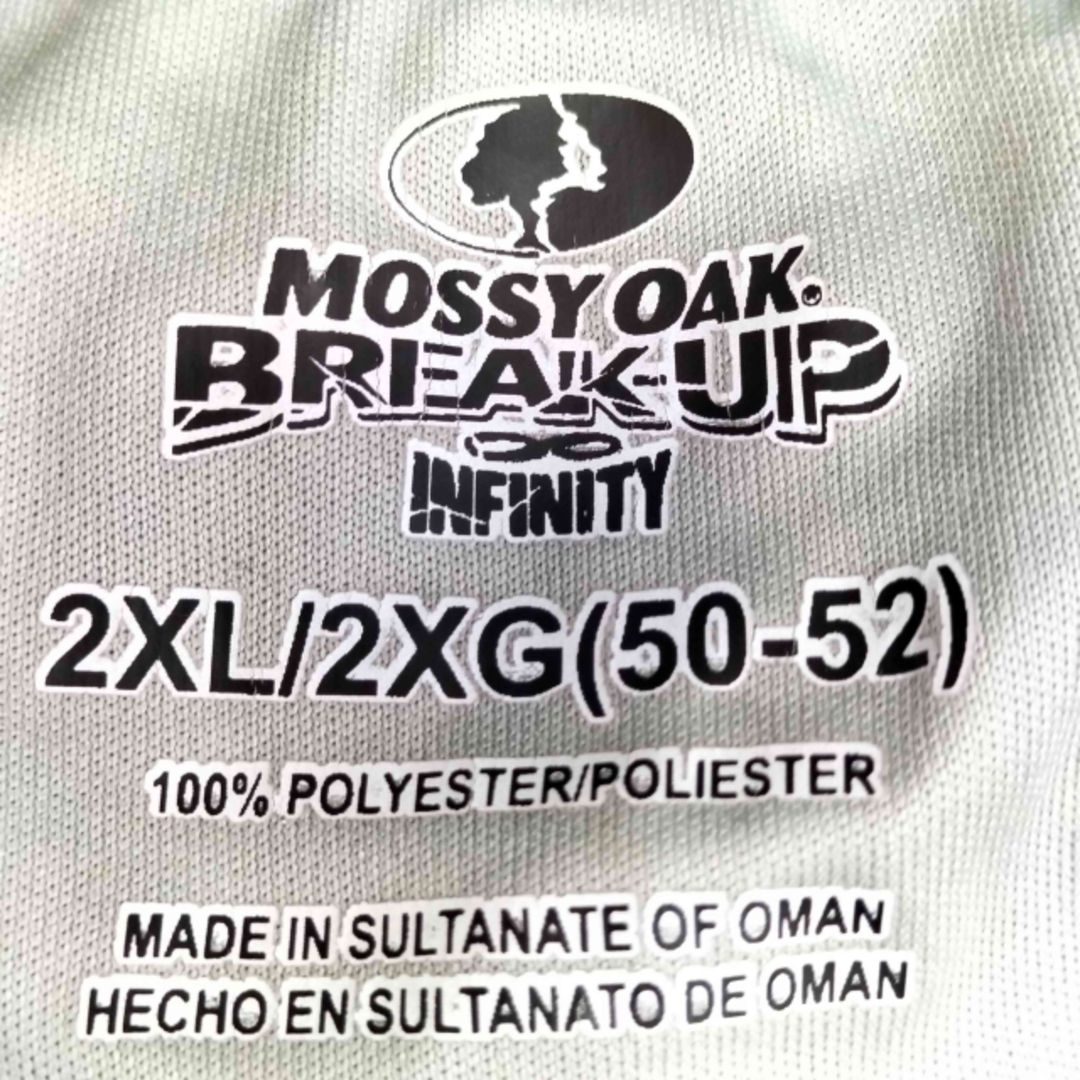 MOSSY OAK®
BREAK-UP
INFINITY
2XL/2XG(50-52)
100% POLYESTER/POLIESTER
MADE IN SULTANATE OF OMAN
HECHO EN SULTANATO DE OMAN